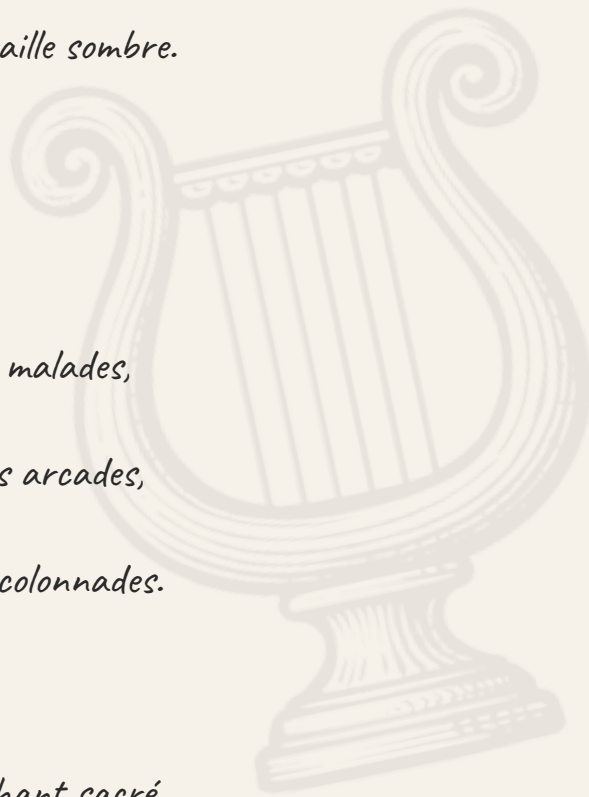 aille sombre.
malades,
s arcades,
colonnades.
hant sacré